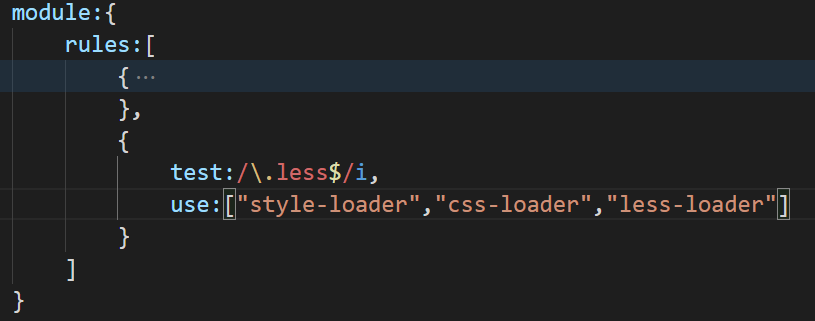 module:{
rules:[
{ ···
},
{
test:/\.less$/i,
use:["style-loader","css-loader","less-loader"]
}
]
}